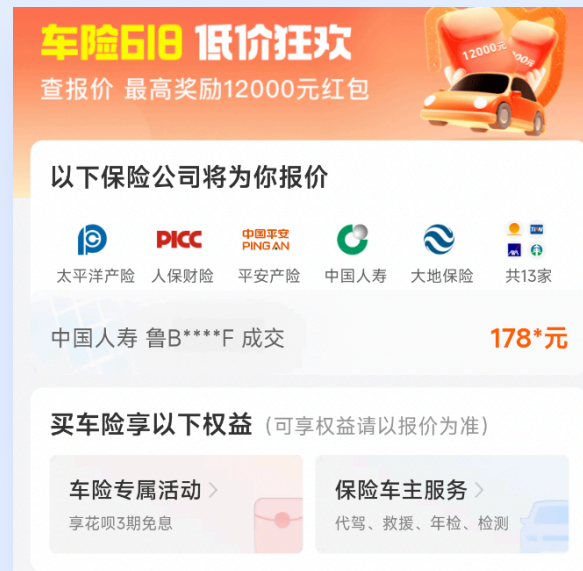 车险618 低价狂欢
查报价 最高奖励12000元红包
12000元
以下保险公司将为你报价
PICC
中国平安
PING AN
太平洋产险 人保财险 平安产险 中国人寿 大地保险 共13家
中国人寿 鲁B****F 成交 178*元
买车险享以下权益（可享权益请以报价为准）
车险专属活动
保险车主服务
享花呗3期免息
代驾、救援、年检、检测